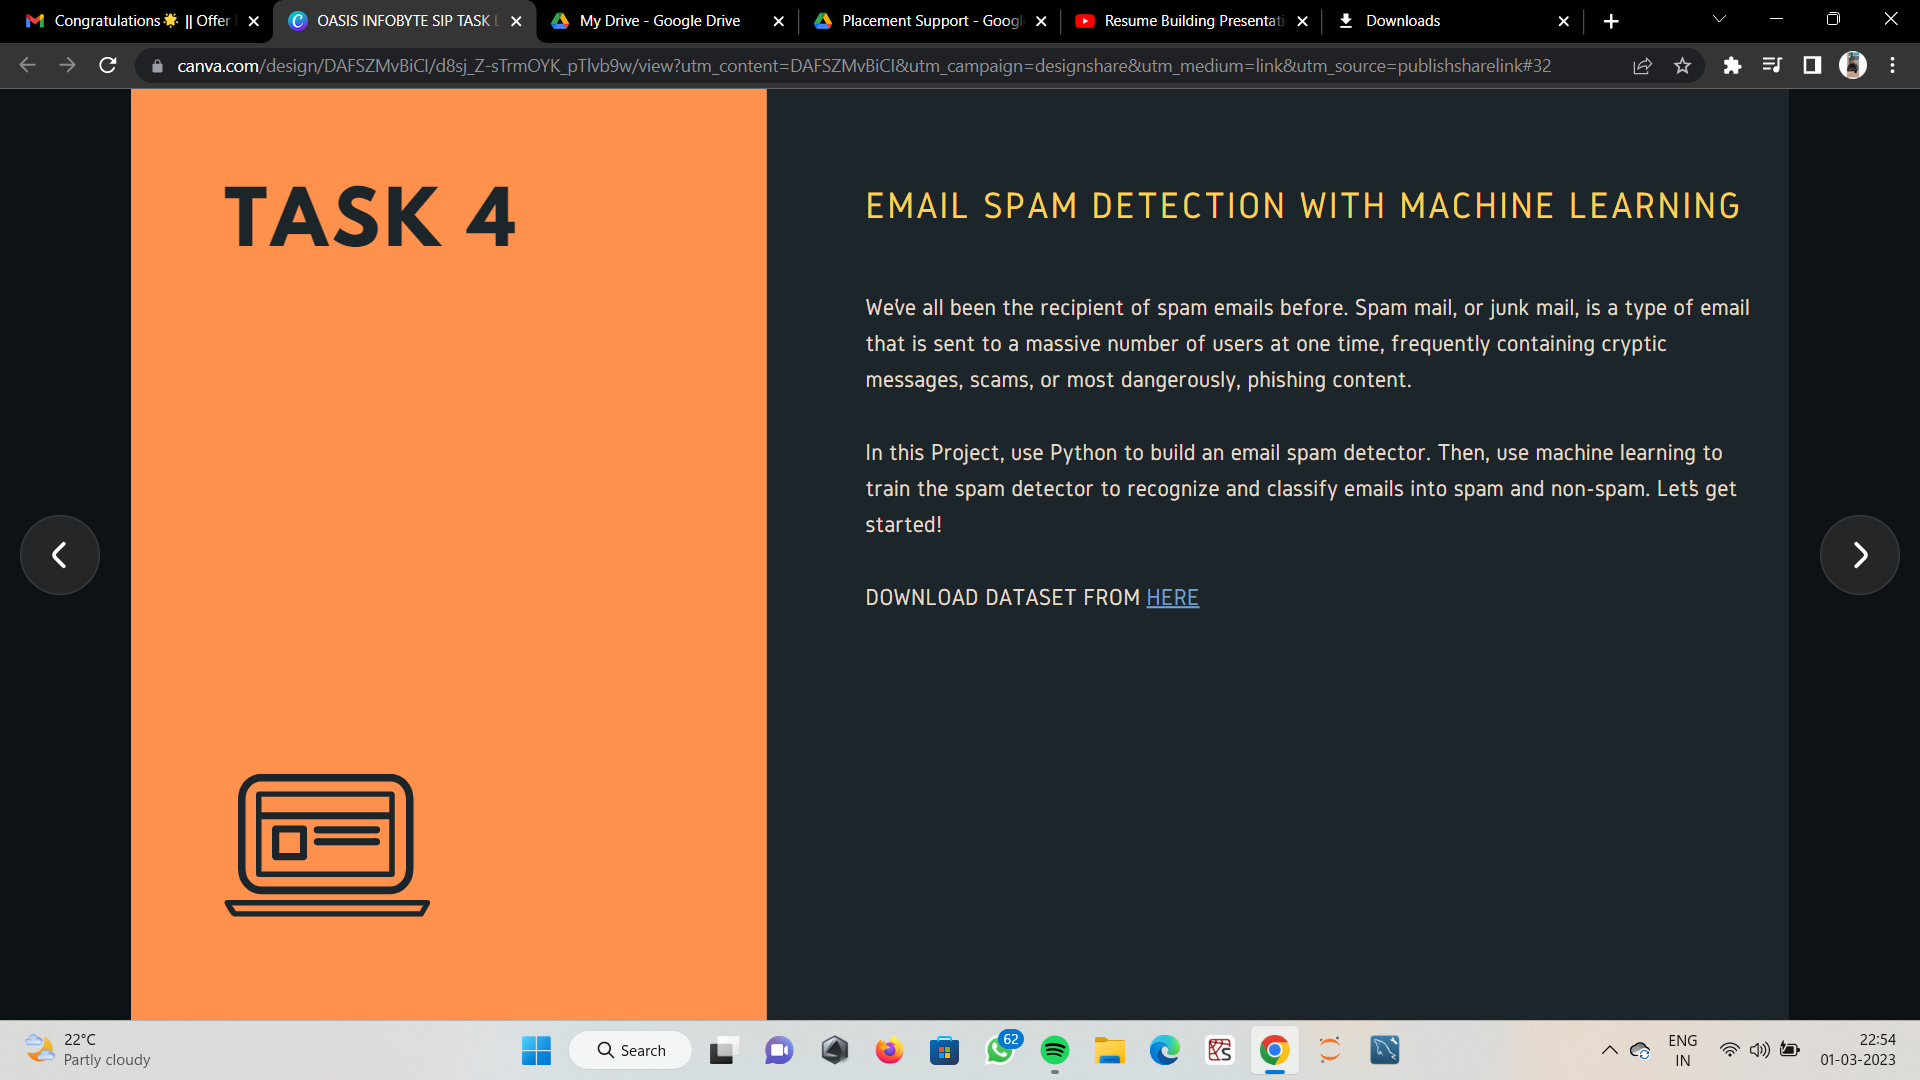 Congratulations🌟 || Offer
OASIS INFOBYTE SIP TASK L
My Drive - Google Drive
Placement Support - Googl
Resume Building Presentati
Downloads
canva.com/design/DAFSZMvBiCI/d8sj_Z-sTrmOYK_pTlvb9w/view?utm_content=DAFSZMvBiCI&utm_campaign=designshare&utm_medium=link&utm_source=publishsharelink#32
TASK 4
EMAIL SPAM DETECTION WITH MACHINE LEARNING
We've all been the recipient of spam emails before. Spam mail, or junk mail, is a type of email
that is sent to a massive number of users at one time, frequently containing cryptic
messages, scams, or most dangerously, phishing content.
In this Project, use Python to build an email spam detector. Then, use machine learning to
train the spam detector to recognize and classify emails into spam and non-spam. Let's get
started!
DOWNLOAD DATASET FROM HERE
22°C
Partly cloudy
Search
62
ENG
IN
22:54
01-03-2023